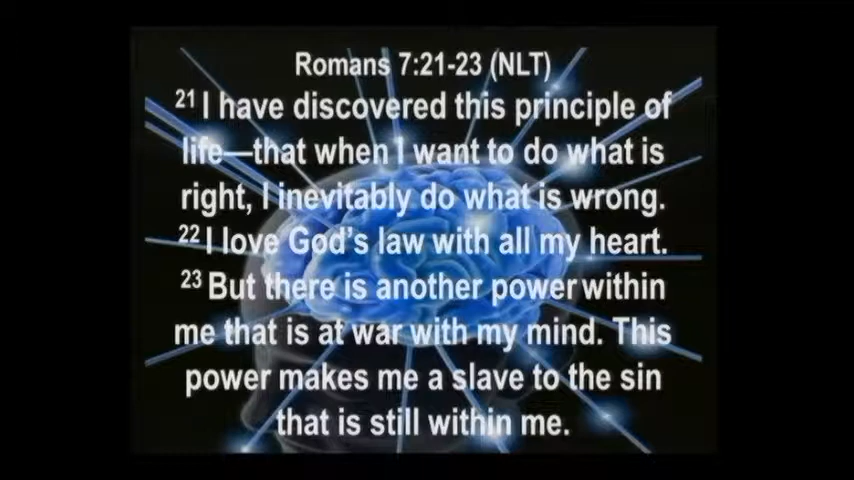 Romans 7:21-23 (NLT)
21 I have discovered this principle of
life—that when I want to do what is
right, I inevitably do what is wrong.
22 I love God's law with all my heart.
23 But there is another power within
me that is at war with my mind. This
power makes me a slave to the sin
that is still within me.